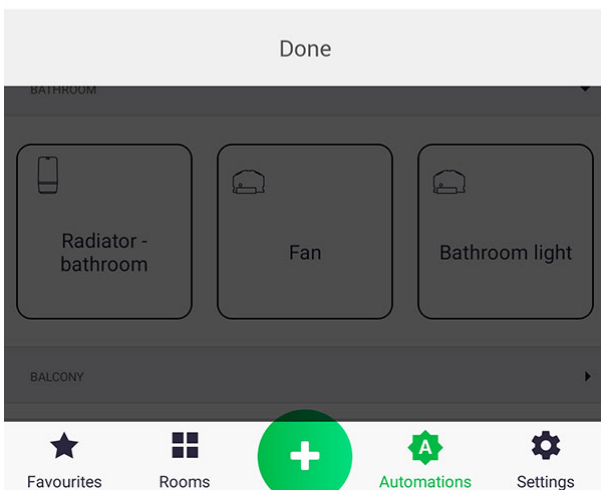 Done
BATHROOM
Radiator -
bathroom
Fan
Bathroom light
BALCONY
A
Favourites
Rooms
Automations
Settings